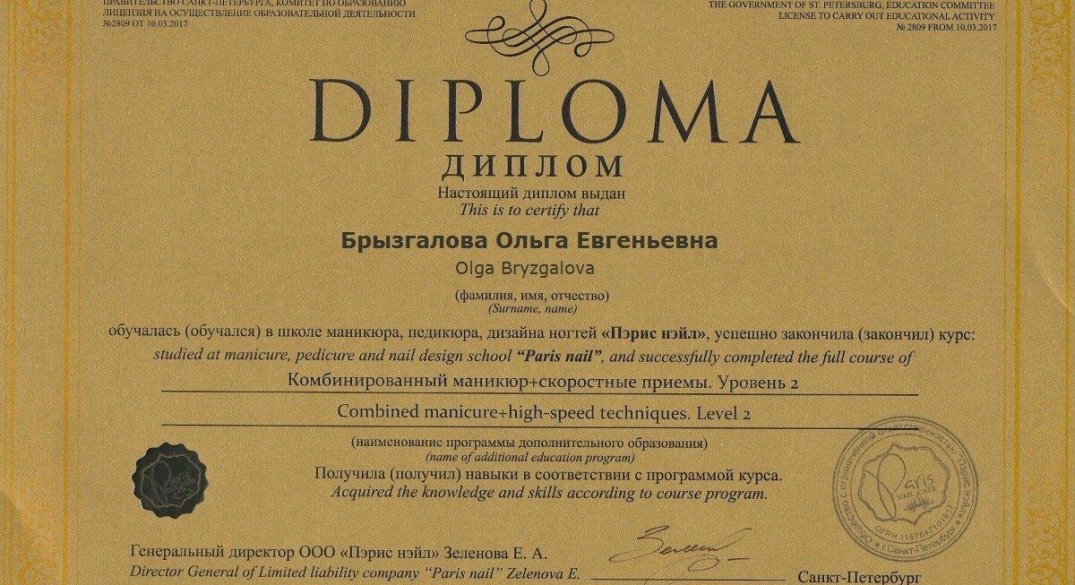 ПРАВИТЕЛЬСТВО САНКТ-ПЕТЕРБУРГА, КОМИТЕТ ПО ОБРАЗОВАНИЮ
ЛИЦЕНЗИЯ НА ОСУЩЕСТВЛЕНИЕ ОБРАЗОВАТЕЛЬНОЙ ДЕЯТЕЛЬНОСТИ
№2809 ОТ 10.03.2017
THE GOVERNMENT OF ST. PETERSBURG, EDUCATION COMMITTEE
LICENSE TO CARRY OUT EDUCATIONAL ACTIVITY
№ 2809 FROM 10.03.2017
DIPLOMA
ДИПЛОМ
Настоящий диплом выдан
This is to certify that
Брызгалова Ольга Евгеньевна
Olga Bryzgalova
(фамилия, имя, отчество)
(Surname, name)
обучалась (обучался) в школе маникюра, педикюра, дизайна ногтей «Пэрис нэйл», успешно закончила (закончил) курс:
studied at manicure, pedicure and nail design school “Paris nail”, and successfully completed the full course of
Комбинированный маникюр+скоростные приемы. Уровень 2
Combined manicure+high-speed techniques. Level 2
(наименование программы дополнительного образования)
(name of additional education program)
Получила (получил) навыки в соответствии с программой курса.
Acquired the knowledge and skills according to course program.
Генеральный директор ООО «Пэрис нэйл» Зеленова Е. А.
Director General of Limited liability company “Paris nail” Zelenova E.
Санкт-Петербург